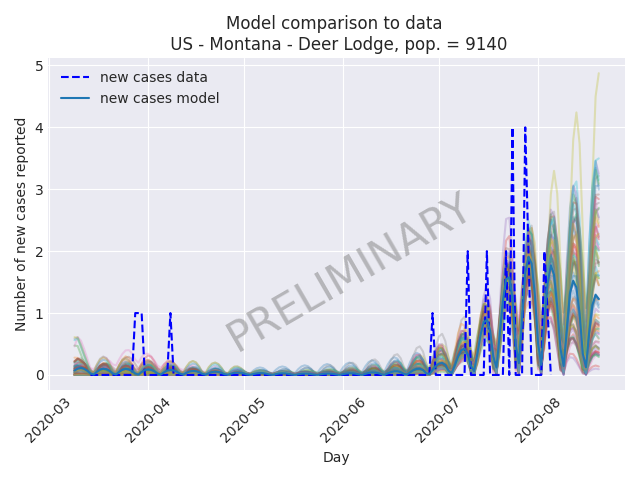 Model comparison to data
US - Montana - Deer Lodge, pop. = 9140
new cases data
new cases model
Number of new cases reported
5
4
3
2
1
0
PRELIMINARY
2020-03
2020-04
2020-05
2020-06
2020-07
2020-08
Day